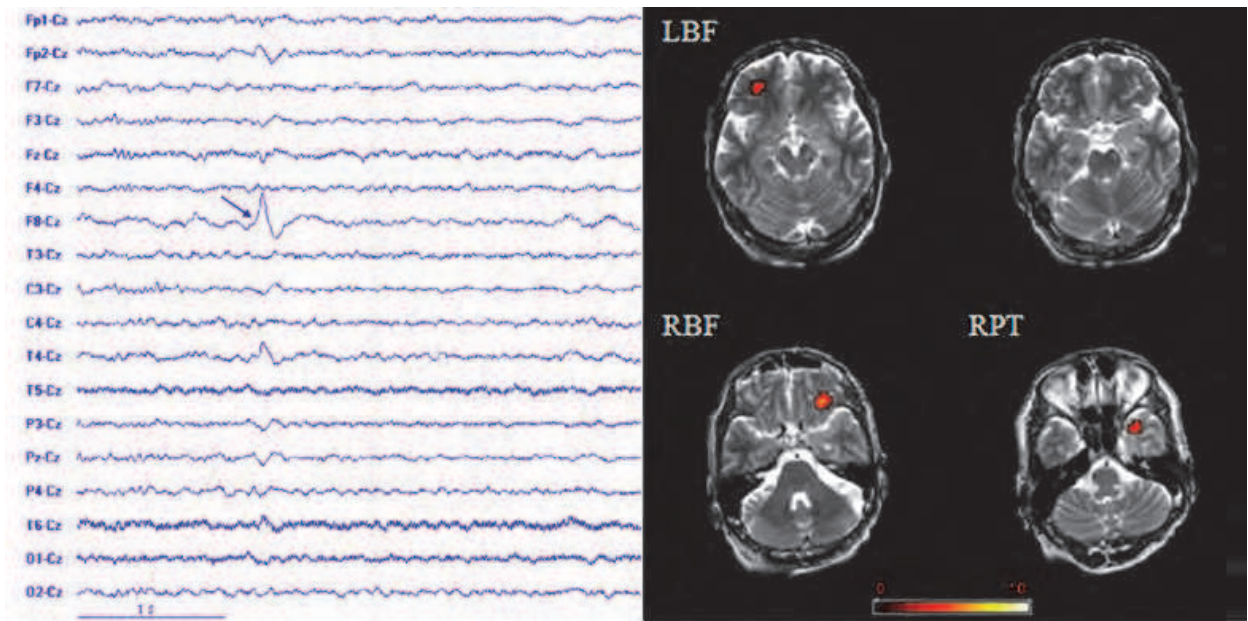 Fp1-Cz
Fp2-Cz
F7-Cz
F3-Cz
Fz-Cz
F4-Cz
F8-Cz
T3-Cz
C3-Cz
C4-Cz
T4-Cz
T5-Cz
P3-Cz
Pz-Cz
P4-Cz
T6-Cz
O1-Cz
O2-Cz
1 s
LBF
RBF RPT
0 10